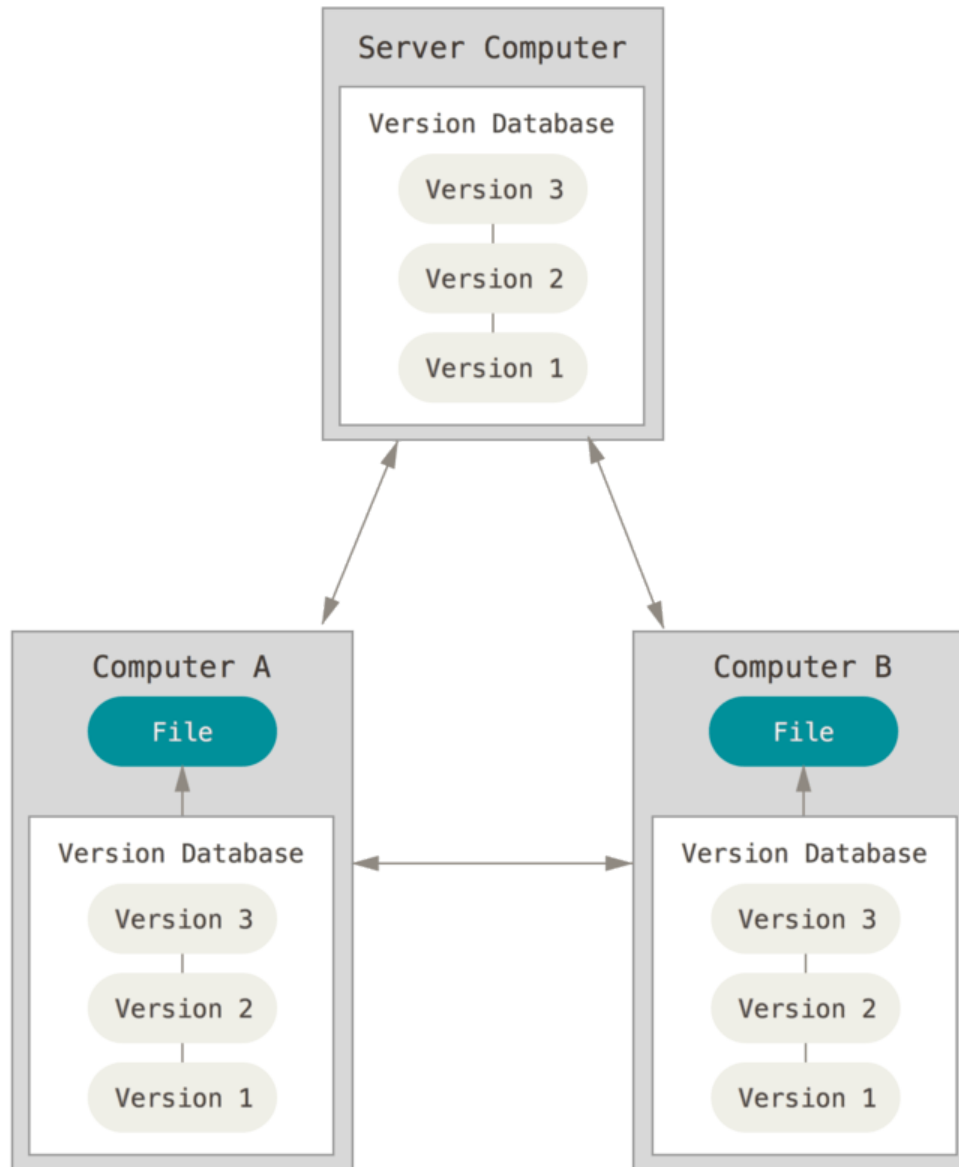 Server Computer
Version Database
Version 3
Version 2
Version 1
Computer A
File
Version Database
Version 3
Version 2
Version 1
Computer B
File
Version Database
Version 3
Version 2
Version 1